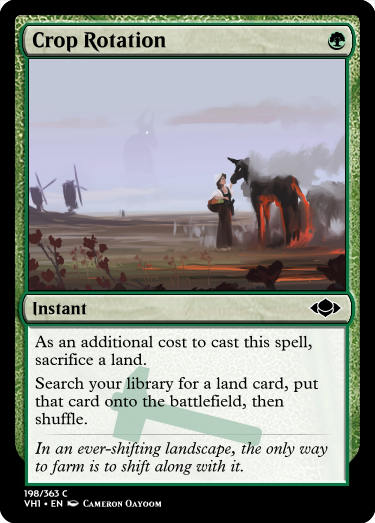 Crop Rotation
Instant
As an additional cost to cast this spell,
sacrifice a land.
Search your library for a land card, put
that card onto the battlefield, then
shuffle.
In an ever-shifting landscape, the only way
to farm is to shift along with it.
198/363 C
VH1 • EN Cameron Qayoom